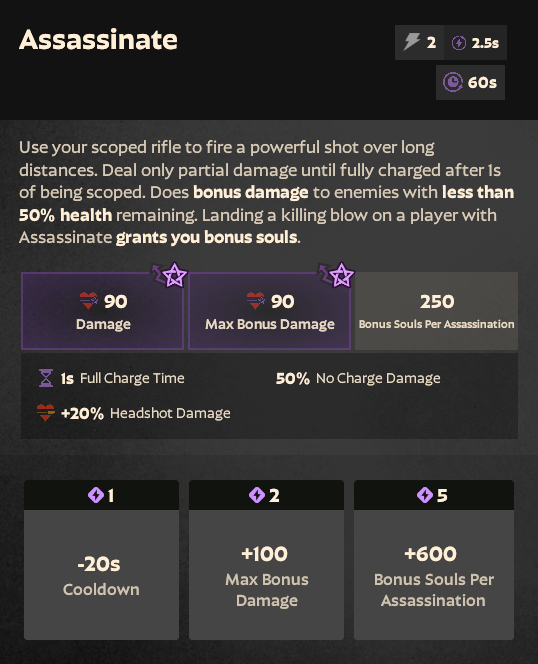 Assassinate
2
2.5s
60s
Use your scoped rifle to fire a powerful shot over long
distances. Deal only partial damage until fully charged after 1s
of being scoped. Does bonus damage to enemies with less than
50% health remaining. Landing a killing blow on a player with
Assassinate grants you bonus souls.
90
Damage
90
Max Bonus Damage
250
Bonus Souls Per Assassination
1s Full Charge Time
50% No Charge Damage
+20% Headshot Damage
1
-20s
Cooldown
2
+100
Max Bonus
Damage
5
+600
Bonus Souls Per
Assassination